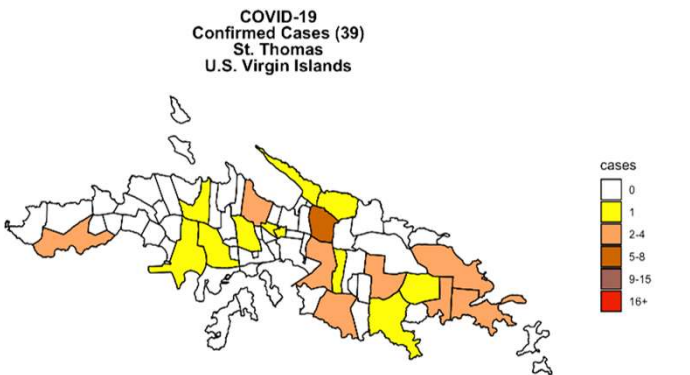 COVID-19
Confirmed Cases (39)
St. Thomas
U.S. Virgin Islands
cases
0
1
2-4
5-8
9-15
16+